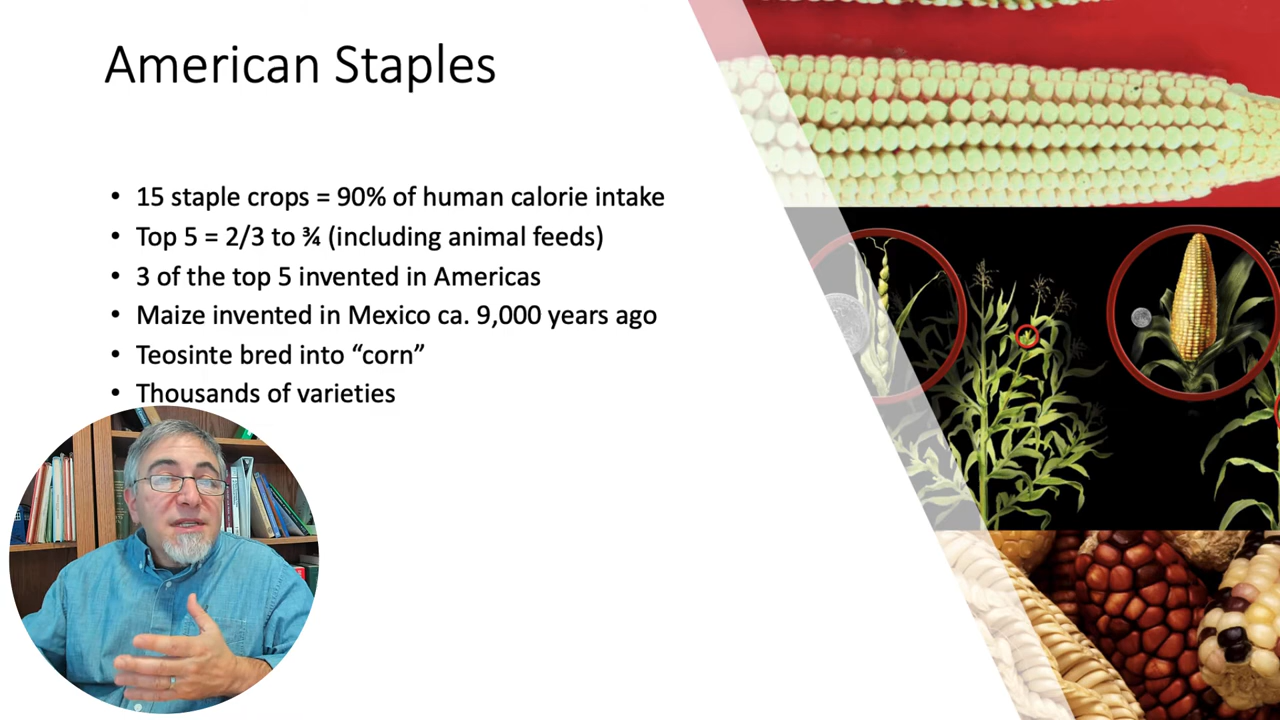 American Staples
• 15 staple crops = 90% of human calorie intake
• Top 5 = 2/3 to ¾ (including animal feeds)
• 3 of the top 5 invented in Americas
• Maize invented in Mexico ca. 9,000 years ago
• Teosinte bred into “corn”
• Thousands of varieties